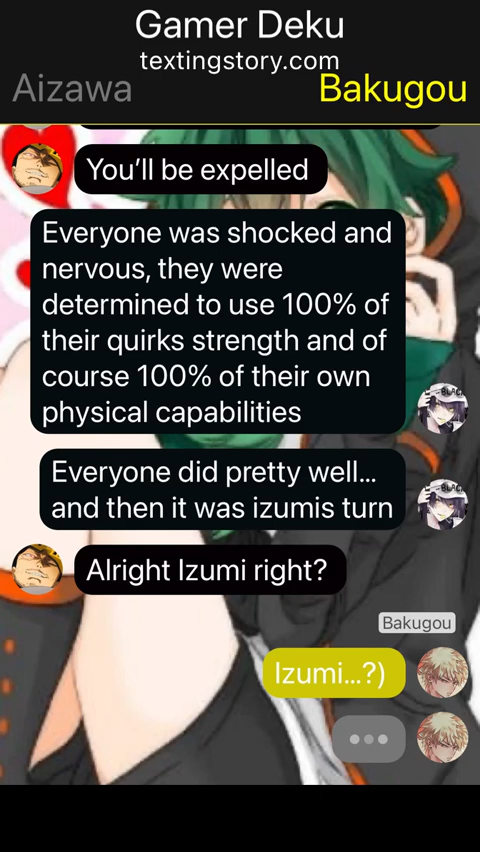 Gamer Deku
textingstory.com
Aizawa
Bakugou
You'll be expelled
Everyone was shocked and
nervous, they were
determined to use 100% of
their quirks strength and of
course 100% of their own
physical capabilities
Everyone did pretty well...
and then it was izumis turn
Alright Izumi right?
Bakugou
Izumi...?)